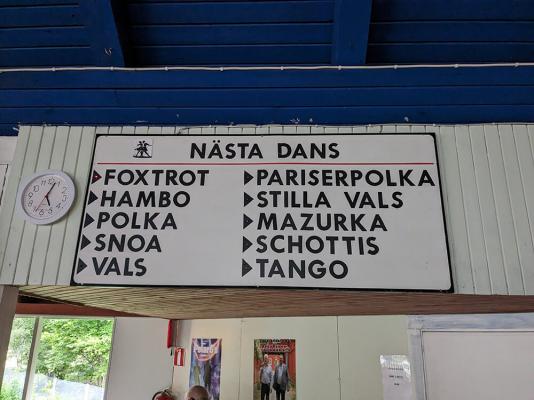 NÄSTA DANS
FOXTROT
HAMBO
POLKA
SNOA
VALS
PARISERPOLKA
STILLA VALS
MAZURKA
SCHOTTIS
TANGO